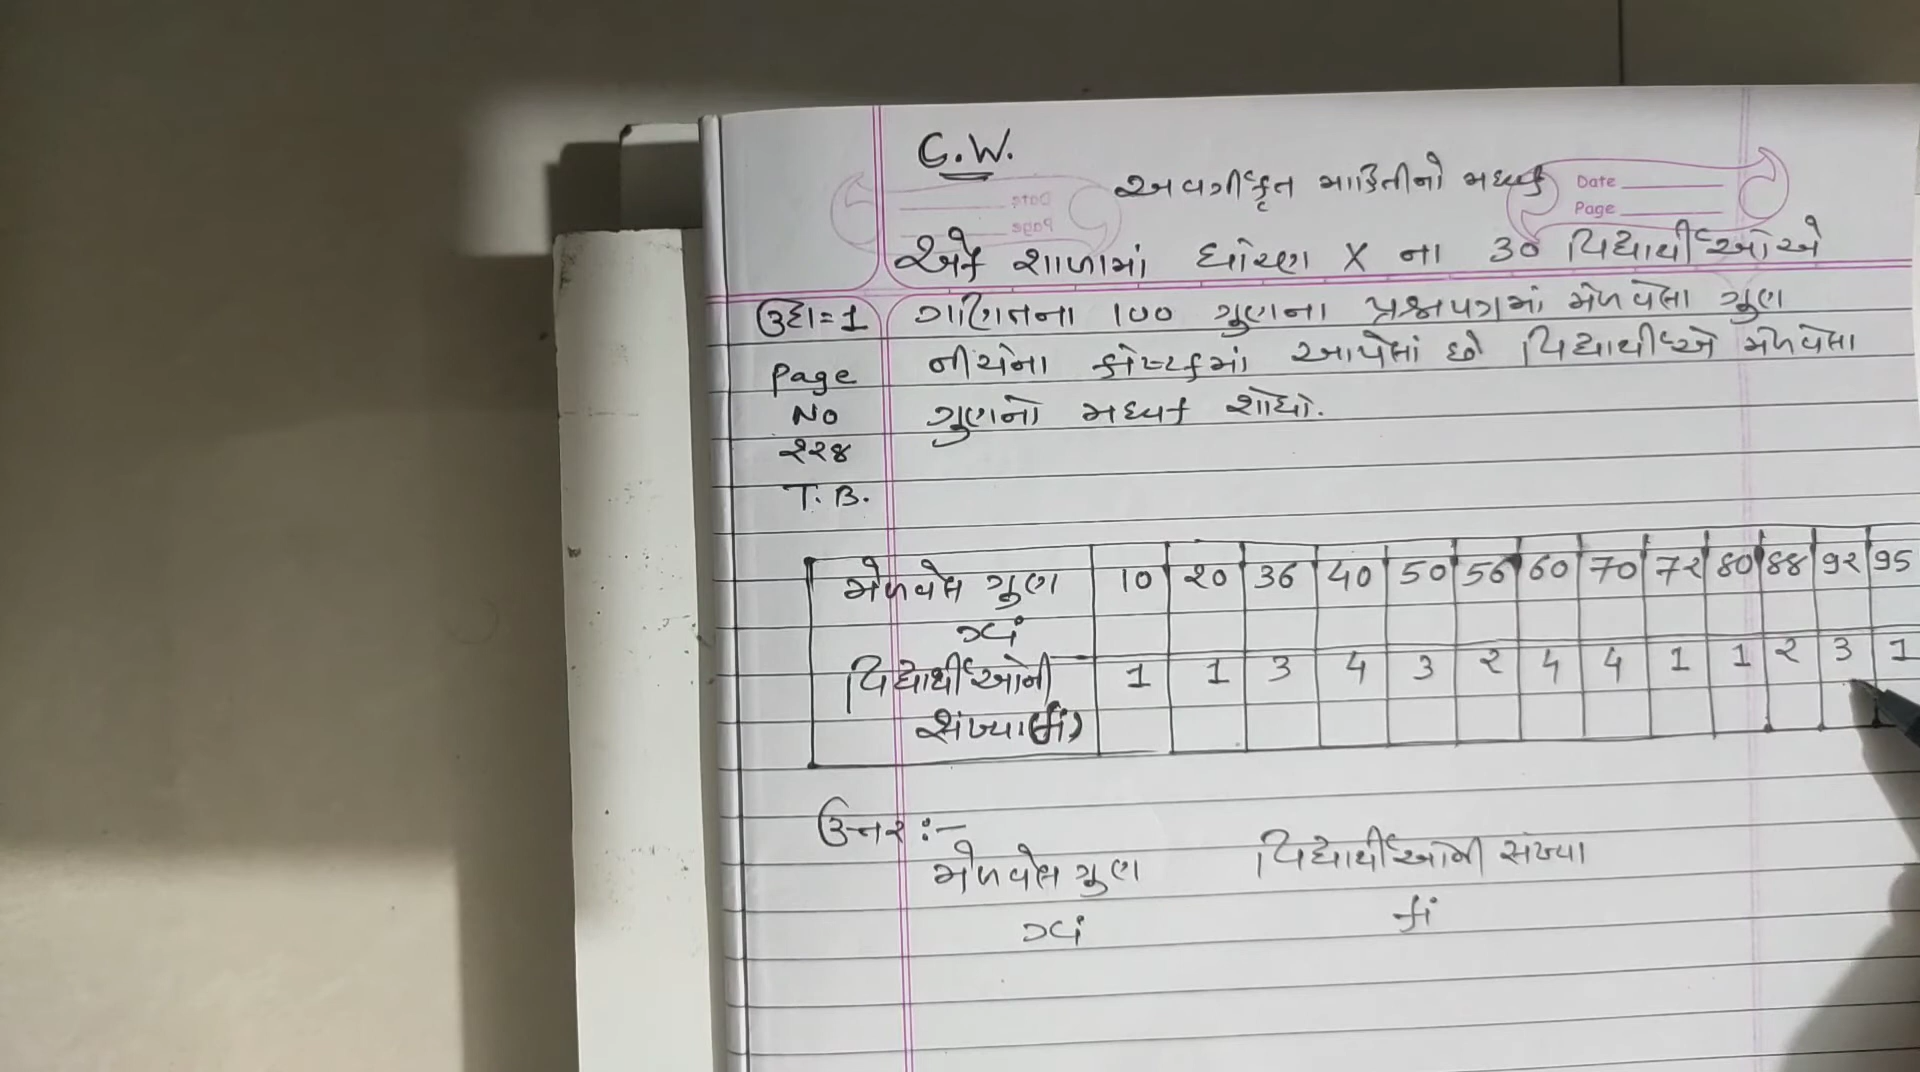 C.W.
અવર્ગીકૃત માહિતીનો મધ્યક
Date
Page
એક શાળામાં ધોરણ X ના 30 વિદ્યાર્થીઓએ
ઉદા=1 ગણિતના 100 ગુણના પ્રશ્નપત્રમાં મેળવેલા ગુણ
Page નીચેના કોષ્ટકમાં આપેલાં છે વિદ્યાર્થીએ મેળવેલા
No ગુણનો મધ્યક શોધો.
૨૨૪
T. B.
મેળવેલ ગુણ 10 ૨0 36 40 50 56 60 70 7૨ 80 88 9૨ 95
xi
વિદ્યાર્થીઓની 1 1 3 4 3 ૨ 4 4 1 1 ૨ 3 1
સંખ્યા(fi)
ઉત્તર :-
મેળવેલ ગુણ વિદ્યાર્થીઓની સંખ્યા
xi fi